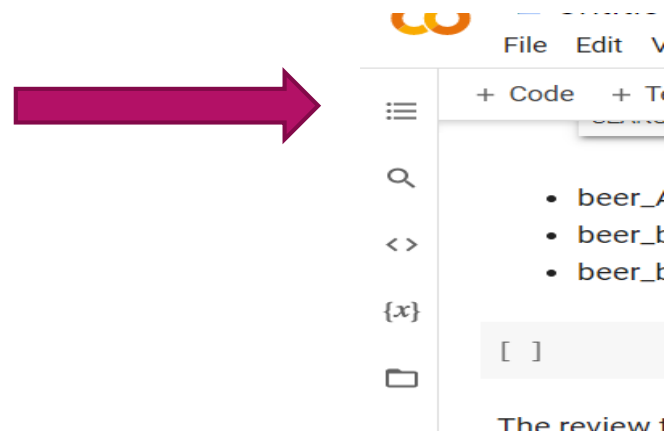 File Edit
+ Code +
• beer_
• beer_
• beer_
<>
{x}
[ ]
The review